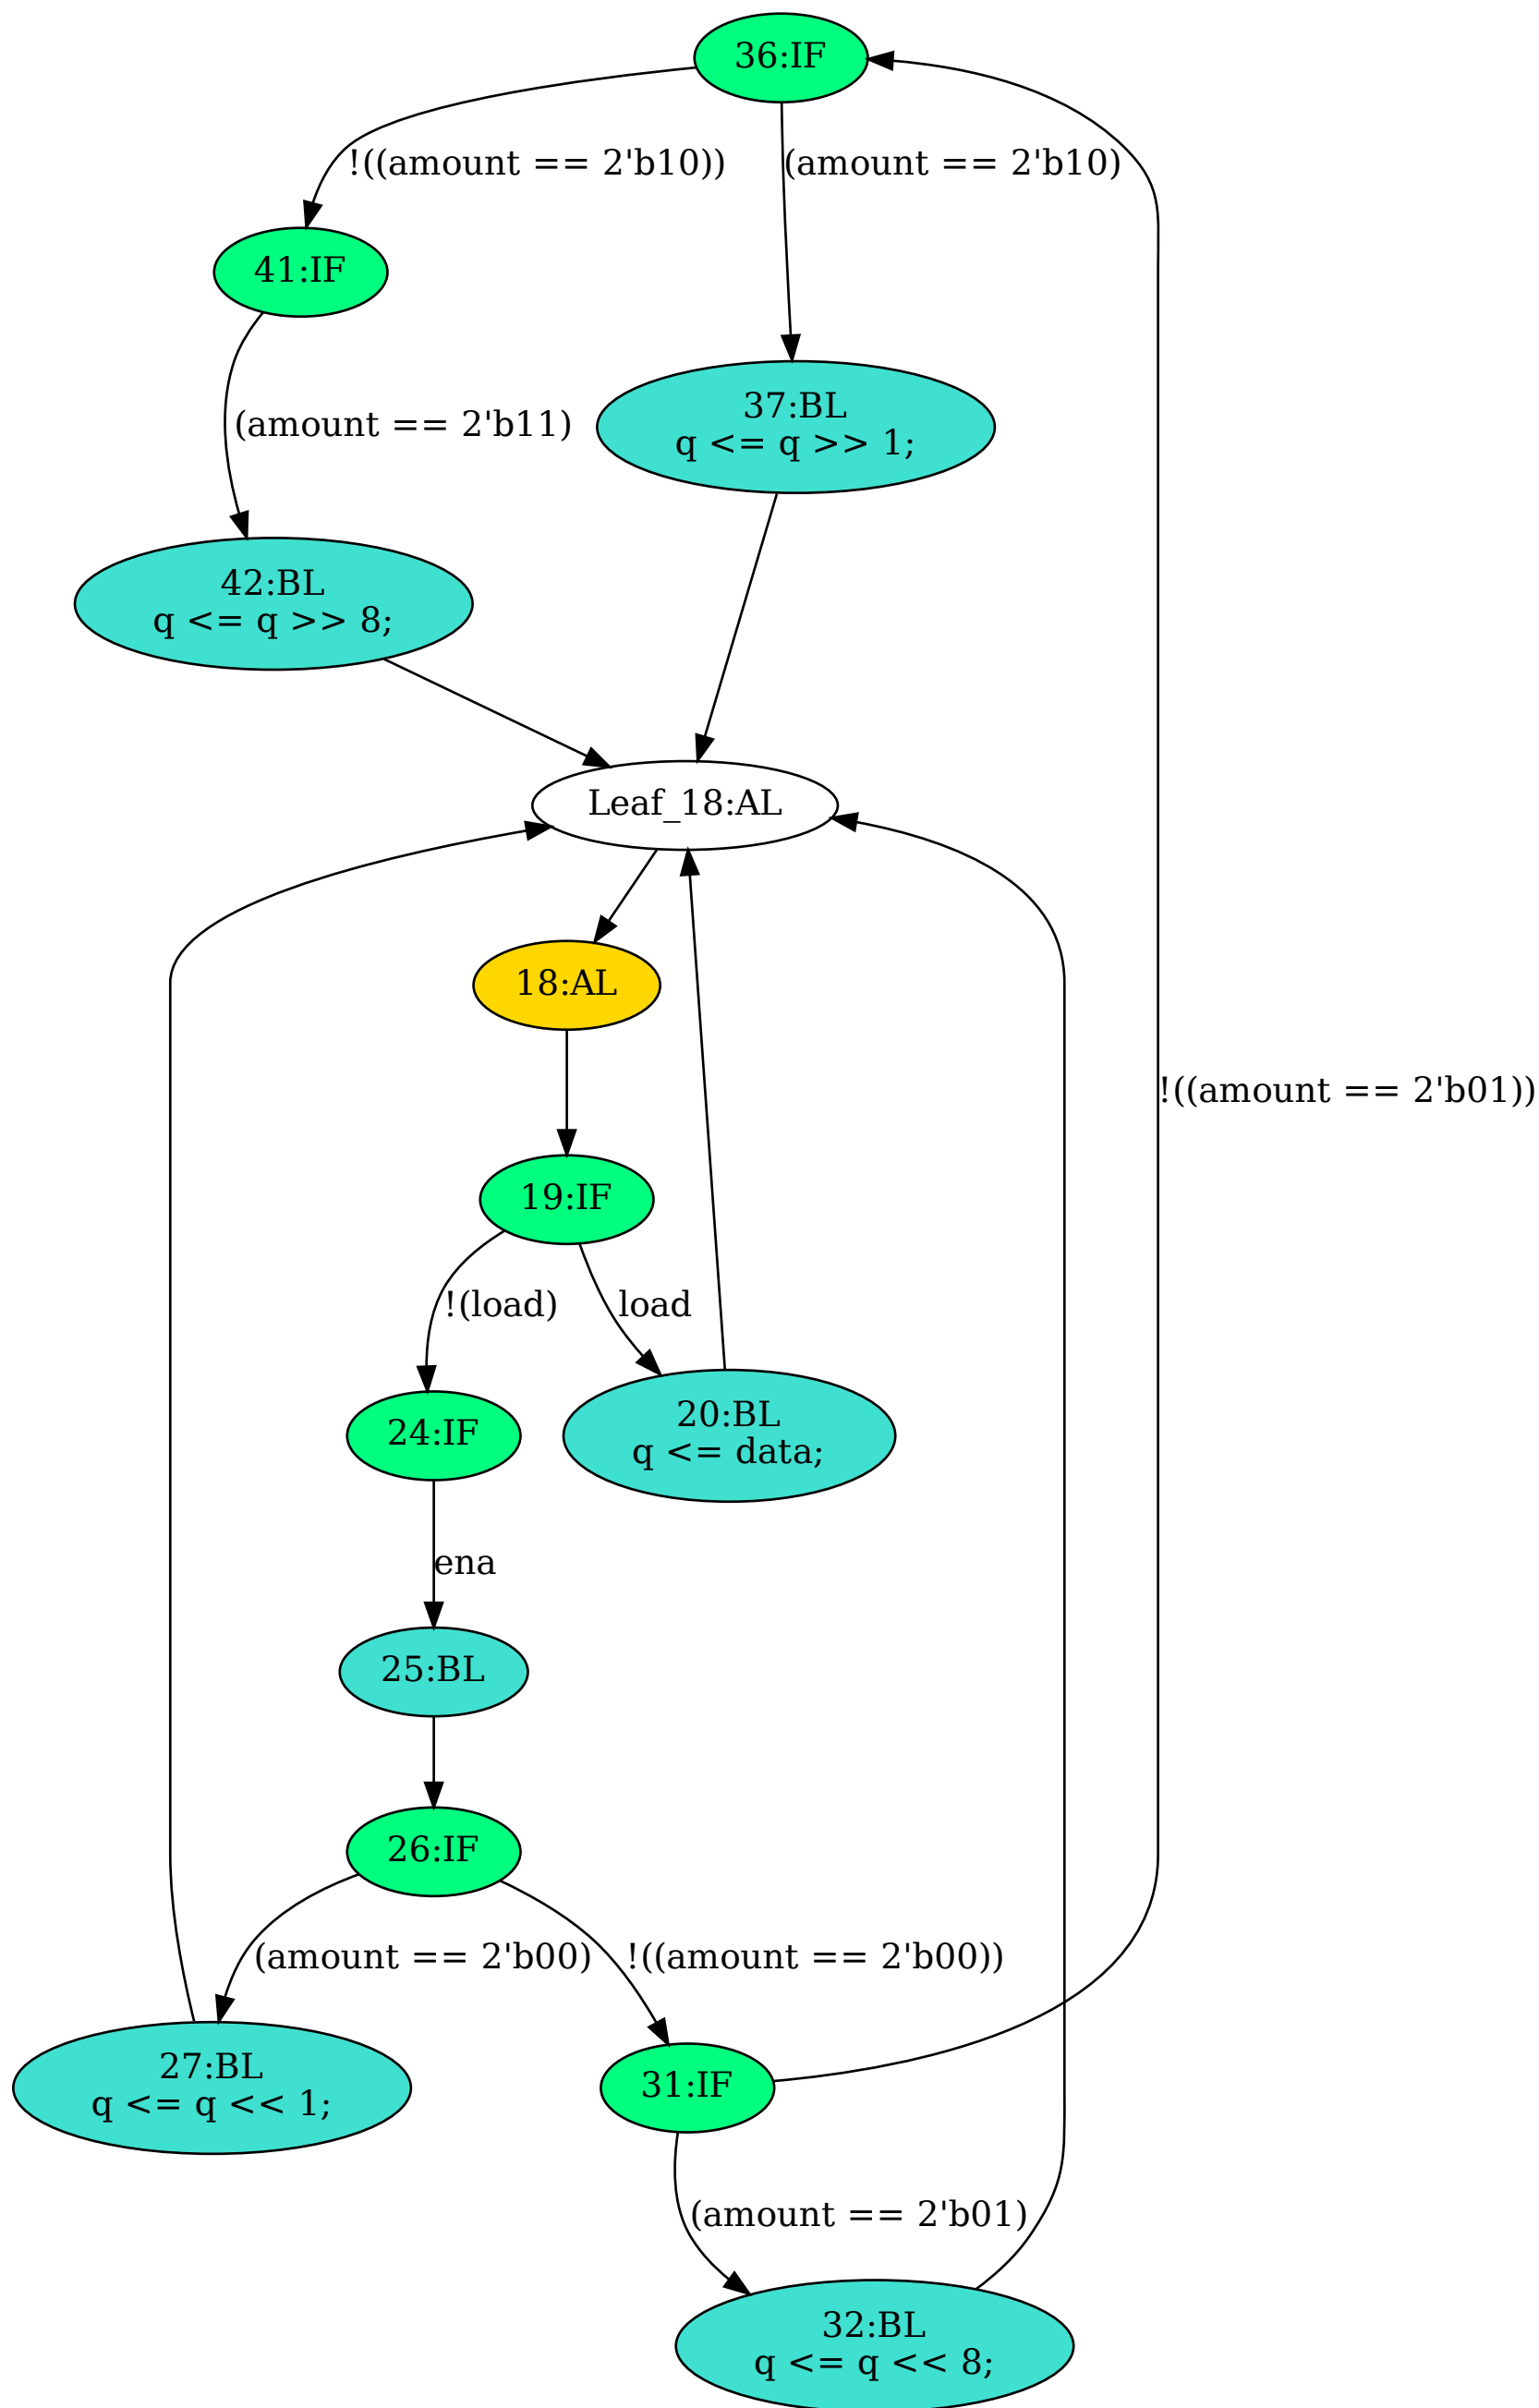 36:IF
!((amount == 2'b10))
(amount == 2'b10)
41:IF
(amount == 2'b11)
37:BL
q <= q >> 1;
42:BL
q <= q >> 8;
Leaf_18:AL
18:AL
!((amount == 2'b01))
19:IF
!(load)
load
24:IF
20:BL
q <= data;
ena
25:BL
26:IF
(amount == 2'b00)
!((amount == 2'b00))
27:BL
q <= q << 1;
31:IF
(amount == 2'b01)
32:BL
q <= q << 8;